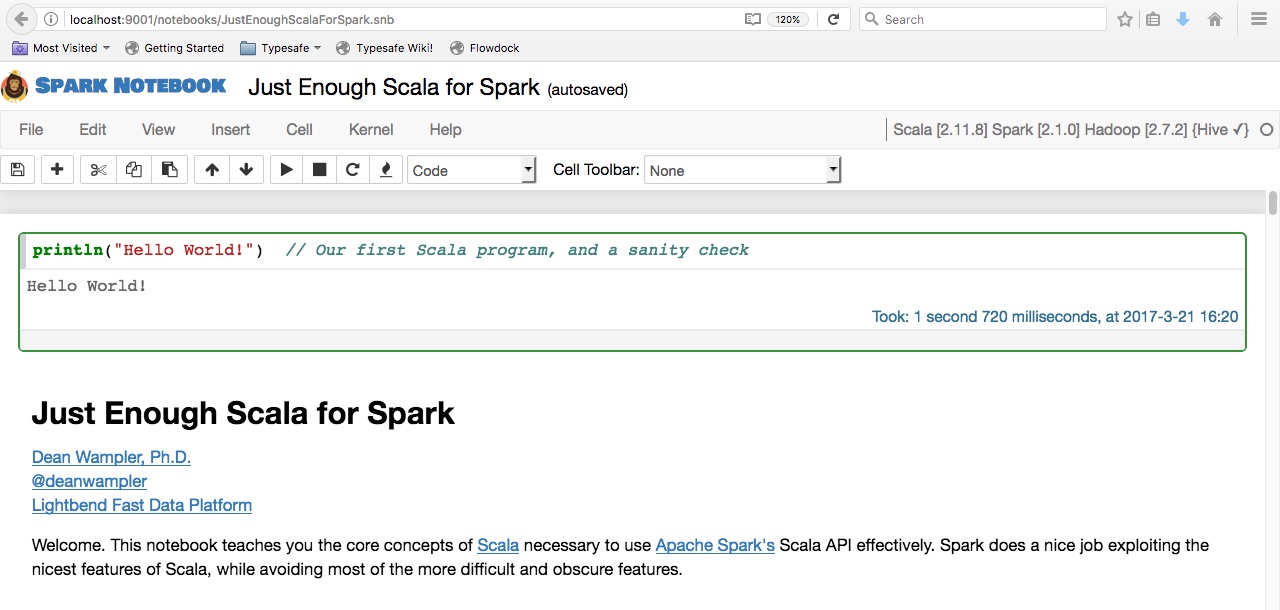 localhost:9001/notebooks/JustEnoughScalaForSpark.snb 120% Search
Most Visited Getting Started Typesafe Typesafe Wiki! Flowdock
SPARK NOTEBOOK Just Enough Scala for Spark (autosaved)
File Edit View Insert Cell Kernel Help Scala [2.11.8] Spark [2.1.0] Hadoop [2.7.2] {Hive ✓}
Code Cell Toolbar: None
println("Hello World!")  // Our first Scala program, and a sanity check
Hello World!
Took: 1 second 720 milliseconds, at 2017-3-21 16:20
Just Enough Scala for Spark
Dean Wampler, Ph.D.
@deanwampler
Lightbend Fast Data Platform
Welcome. This notebook teaches you the core concepts of Scala necessary to use Apache Spark's Scala API effectively. Spark does a nice job exploiting the
nicest features of Scala, while avoiding most of the more difficult and obscure features.